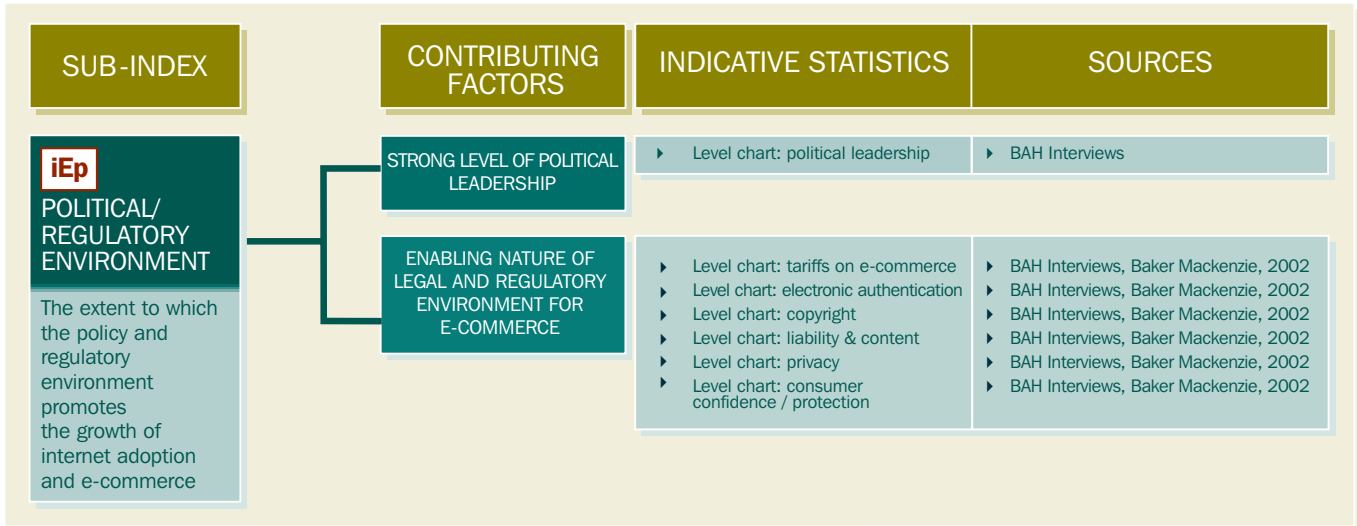 SUB-INDEX
CONTRIBUTING
FACTORS
INDICATIVE STATISTICS
SOURCES
iEp
POLITICAL/
REGULATORY
ENVIRONMENT
The extent to which
the policy and
regulatory
environment
promotes
the growth of
internet adoption
and e-commerce
STRONG LEVEL OF POLITICAL
LEADERSHIP
Level chart: political leadership
BAH Interviews
ENABLING NATURE OF
LEGAL AND REGULATORY
ENVIRONMENT FOR
E-COMMERCE
Level chart: tariffs on e-commerce
BAH Interviews, Baker Mackenzie, 2002
Level chart: electronic authentication
BAH Interviews, Baker Mackenzie, 2002
Level chart: copyright
BAH Interviews, Baker Mackenzie, 2002
Level chart: liability & content
BAH Interviews, Baker Mackenzie, 2002
Level chart: privacy
BAH Interviews, Baker Mackenzie, 2002
Level chart: consumer
confidence / protection
BAH Interviews, Baker Mackenzie, 2002